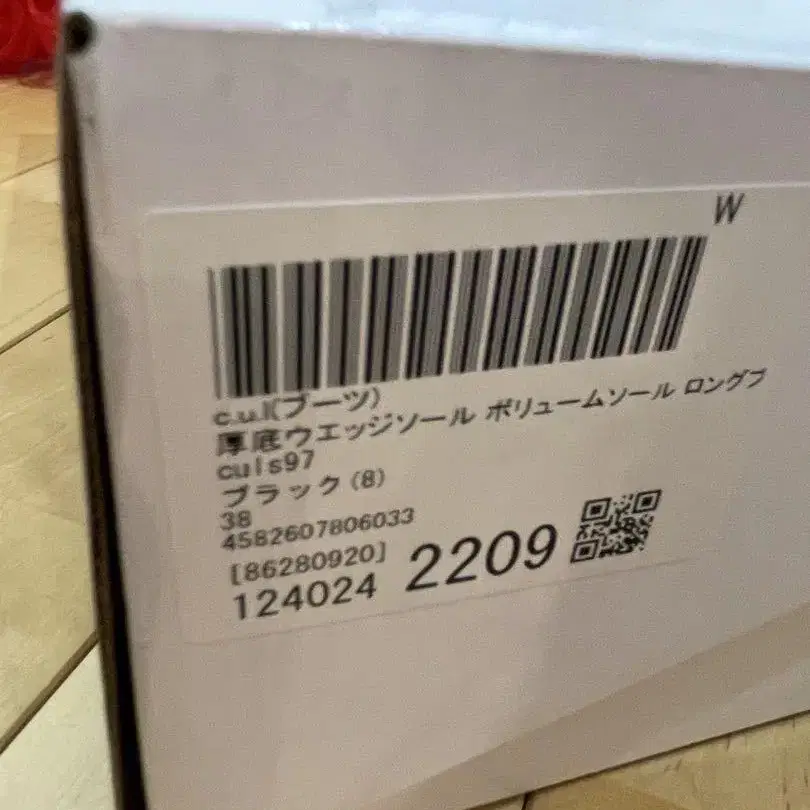 W
c.u.l(ブーツ)
厚底ウエッジソール ボリュームソール ロングブ
culs97
ブラック(8)
38
4582607806033
[86280920]
124024 2209